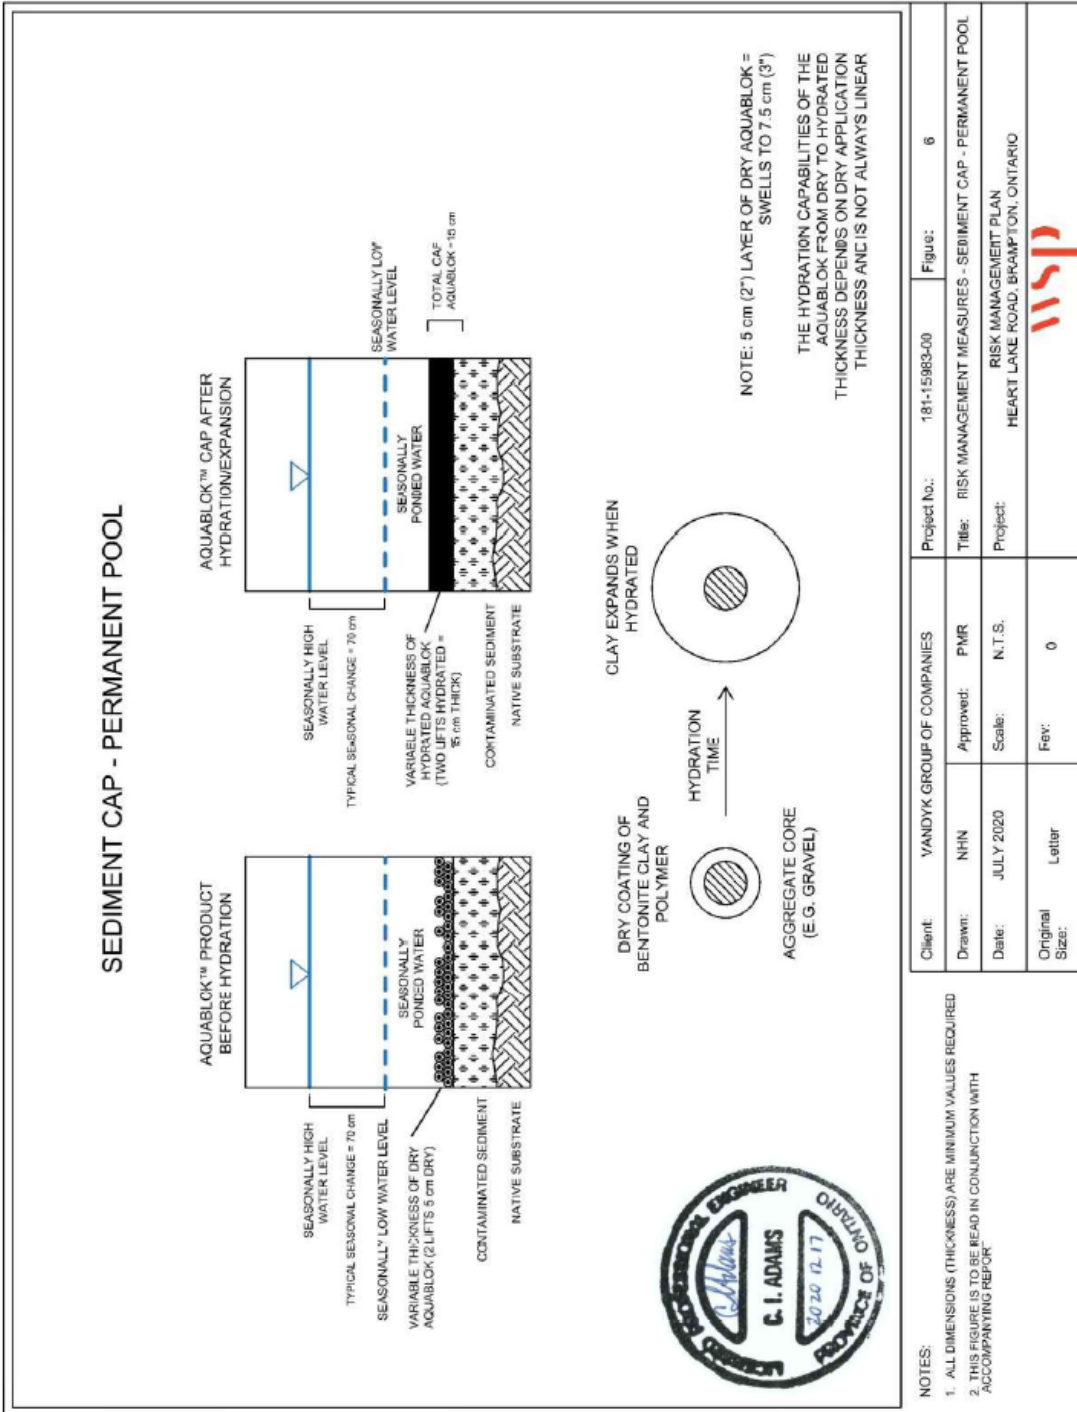 SEDIMENT CAP - PERMANENT POOL
AQUABLOK™ PRODUCT
BEFORE HYDRATION
SEASONALLY HIGH
WATER LEVEL
TYPICAL SEASONAL CHANGE = 70 cm
SEASONALLY LOW WATER LEVEL
SEASONALLY
PONDED WATER
VARIABLE THICKNESS OF DRY
AQUABLOK (2 LIFTS 5 cm DRY)
CONTAMINATED SEDIMENT
NATIVE SUBSTRATE
AQUABLOK™ CAP AFTER
HYDRATION/EXPANSION
SEASONALLY HIGH
WATER LEVEL
TYPICAL SEASONAL CHANGE = 70 cm
SEASONALLY LOW
WATER LEVEL
SEASONALLY
PONDED WATER
VARIABLE THICKNESS OF
HYDRATED AQUABLOK
(TWO LIFTS HYDRATED =
15 cm THICK)
TOTAL CAP
AQUABLOK = 15 cm
CONTAMINATED SEDIMENT
NATIVE SUBSTRATE
DRY COATING OF
BENTONITE CLAY AND
POLYMER
HYDRATION
TIME
CLAY EXPANDS WHEN
HYDRATED
AGGREGATE CORE
(E.G. GRAVEL)
NOTE: 5 cm (2") LAYER OF DRY AQUABLOK =
SWELLS TO 7.5 cm (3")
THE HYDRATION CAPABILITIES OF THE
AQUABLOK FROM DRY TO HYDRATED
THICKNESS DEPENDS ON DRY APPLICATION
THICKNESS AND IS NOT ALWAYS LINEAR
LICENSED PROFESSIONAL ENGINEER
C. I. ADAMS
2020 12 17
PROVINCE OF ONTARIO
NOTES:
1. ALL DIMENSIONS (THICKNESS) ARE MINIMUM VALUES REQUIRED
2. THIS FIGURE IS TO BE READ IN CONJUNCTION WITH
ACCOMPANYING REPORT
Client: VANDYK GROUP OF COMPANIES
Project No.: 181-15983-00
Figure: 6
Drawn: NHN
Approved: PMR
Title: RISK MANAGEMENT MEASURES - SEDIMENT CAP - PERMANENT POOL
Date: JULY 2020
Scale: N.T.S.
Project: RISK MANAGEMENT PLAN
HEART LAKE ROAD, BRAMPTON, ONTARIO
Original
Size: Letter
Rev: 0
wsp